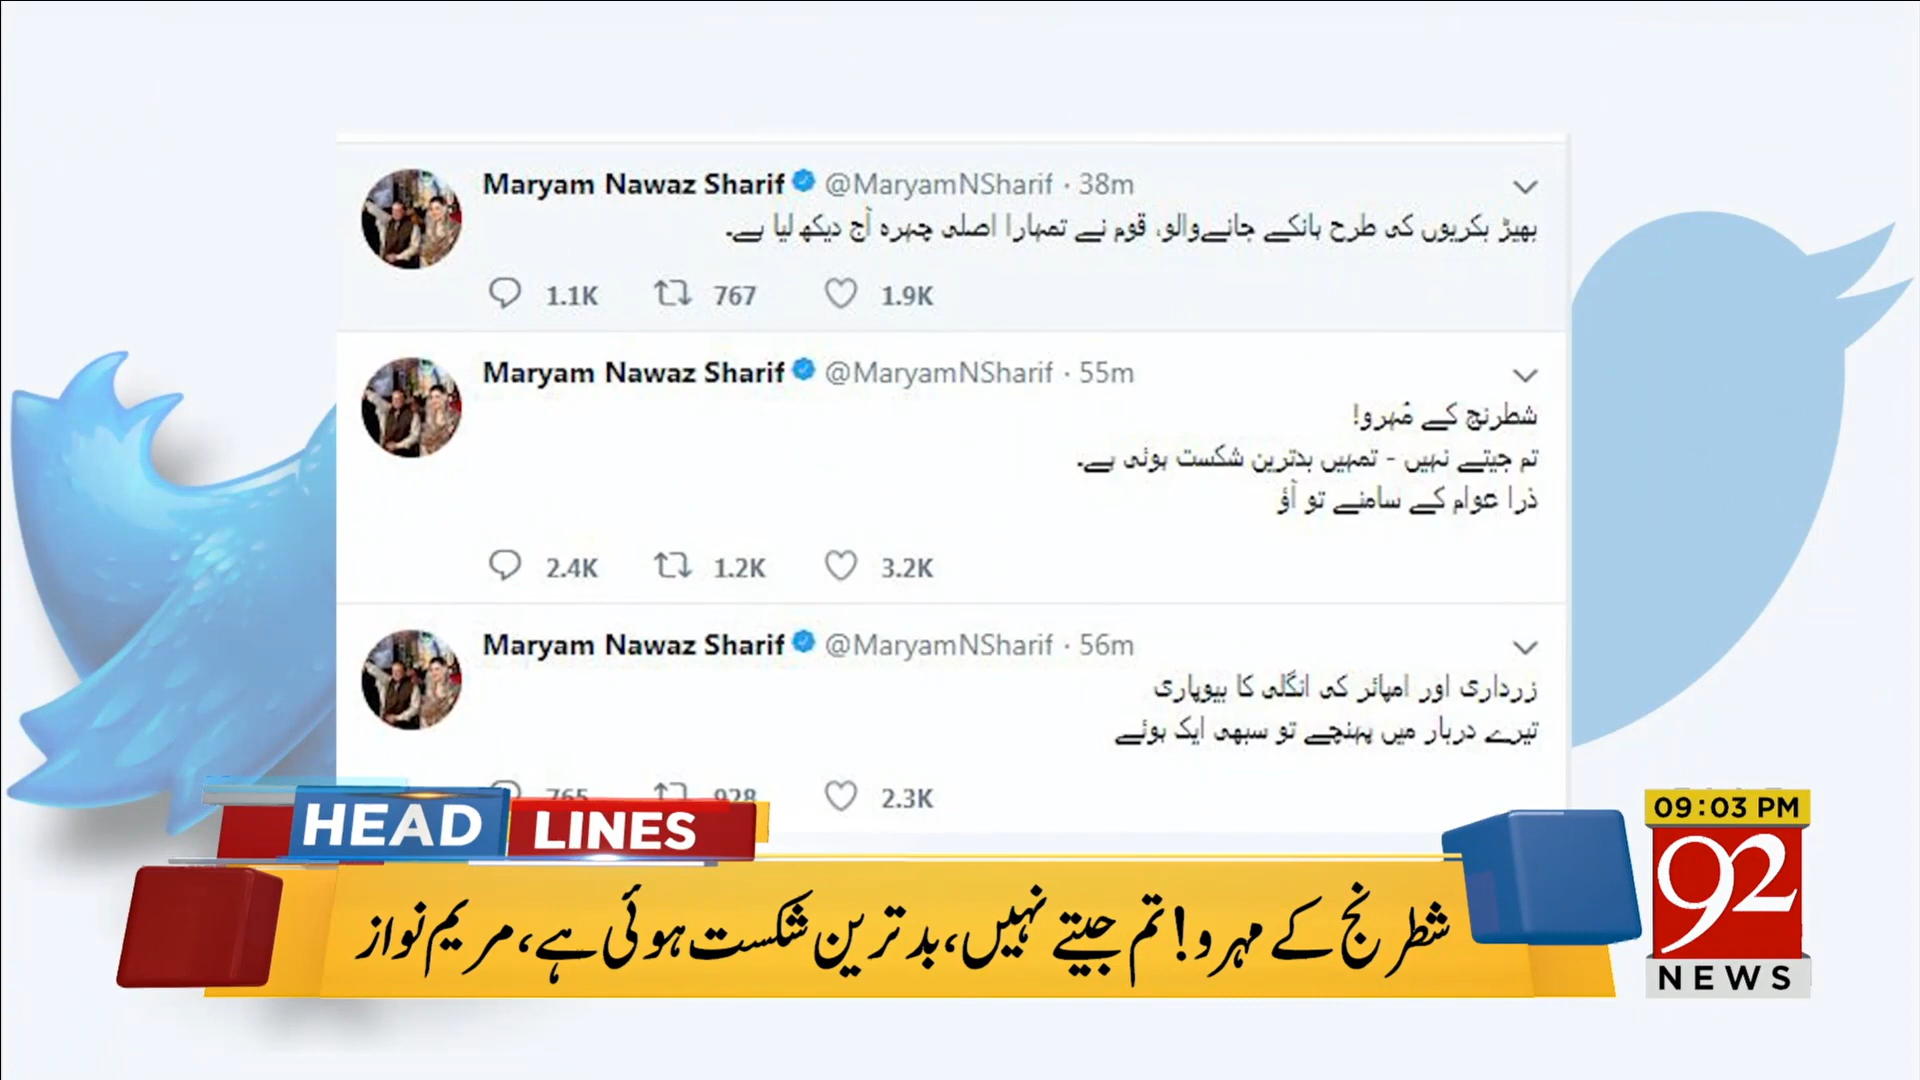 Maryam Nawaz Sharif @MaryamNSharif · 38m
بھیڑ بکریوں کی طرح ہانکے جانےوالو، قوم نے تمہارا اصلی چہرہ آج دیکھ لیا ہے۔
1.1K 767 1.9K
Maryam Nawaz Sharif @MaryamNSharif · 55m
شطرنج کے مُہرو!
تم جیتے نہیں - تمہیں بدترین شکست ہوئی ہے۔
ذرا عوام کے سامنے تو آؤ
2.4K 1.2K 3.2K
Maryam Nawaz Sharif @MaryamNSharif · 56m
زرداری اور امپائر کی انگلی کا بیوپاری
تیرے دربار میں پہنچے تو سبھی ایک ہوئے
765 928 2.3K
HEAD LINES
شطرنج کے مہرو! تم جیتے نہیں، بدترین شکست ہوئی ہے، مریم نواز
09:03 PM
92
NEWS